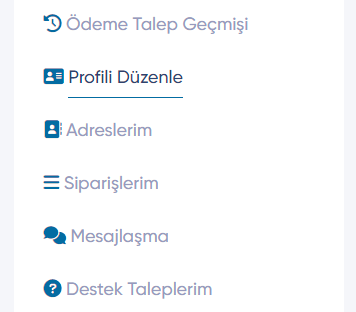 Ödeme Talep Geçmişi
Profili Düzenle
Adreslerim
Siparişlerim
Mesajlaşma
Destek Taleplerim